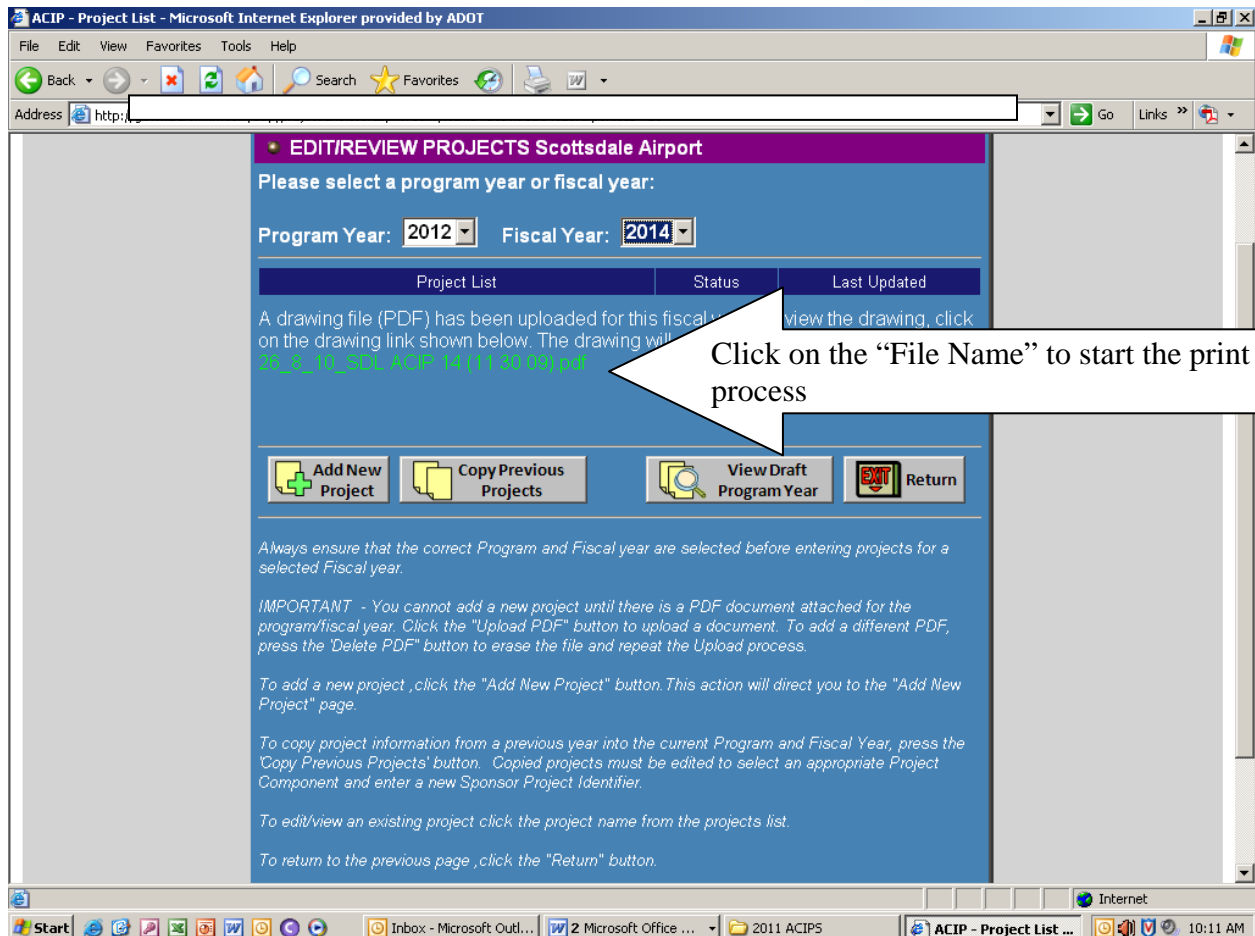 ACIP - Project List - Microsoft Internet Explorer provided by ADOT
File Edit View Favorites Tools Help
Back Search Favorites
Address http:/ Go Links »
EDIT/REVIEW PROJECTS Scottsdale Airport
Please select a program year or fiscal year:
Program Year: 2012 Fiscal Year: 2014
Project List Status Last Updated
A drawing file (PDF) has been uploaded for this fiscal view the drawing, click
on the drawing link shown below. The drawing will
26_8_10_SDL ACIP 14 (11 30 09).pdf
Click on the “File Name” to start the print
process
Add New
Project
Copy Previous
Projects
View Draft
Program Year
EXIT Return
Always ensure that the correct Program and Fiscal year are selected before entering projects for a
selected Fiscal year.
IMPORTANT - You cannot add a new project until there is a PDF document attached for the
program/fiscal year. Click the "Upload PDF" button to upload a document. To add a different PDF,
press the 'Delete PDF" button to erase the file and repeat the Upload process.
To add a new project ,click the "Add New Project" button.This action will direct you to the "Add New
Project" page.
To copy project information from a previous year into the current Program and Fiscal Year, press the
'Copy Previous Projects' button. Copied projects must be edited to select an appropriate Project
Component and enter a new Sponsor Project Identifier.
To edit/view an existing project click the project name from the projects list.
To return to the previous page ,click the "Return" button.
Internet
Start Inbox - Microsoft Outl... 2 Microsoft Office ... 2011 ACIPS ACIP - Project List ... 10:11 AM